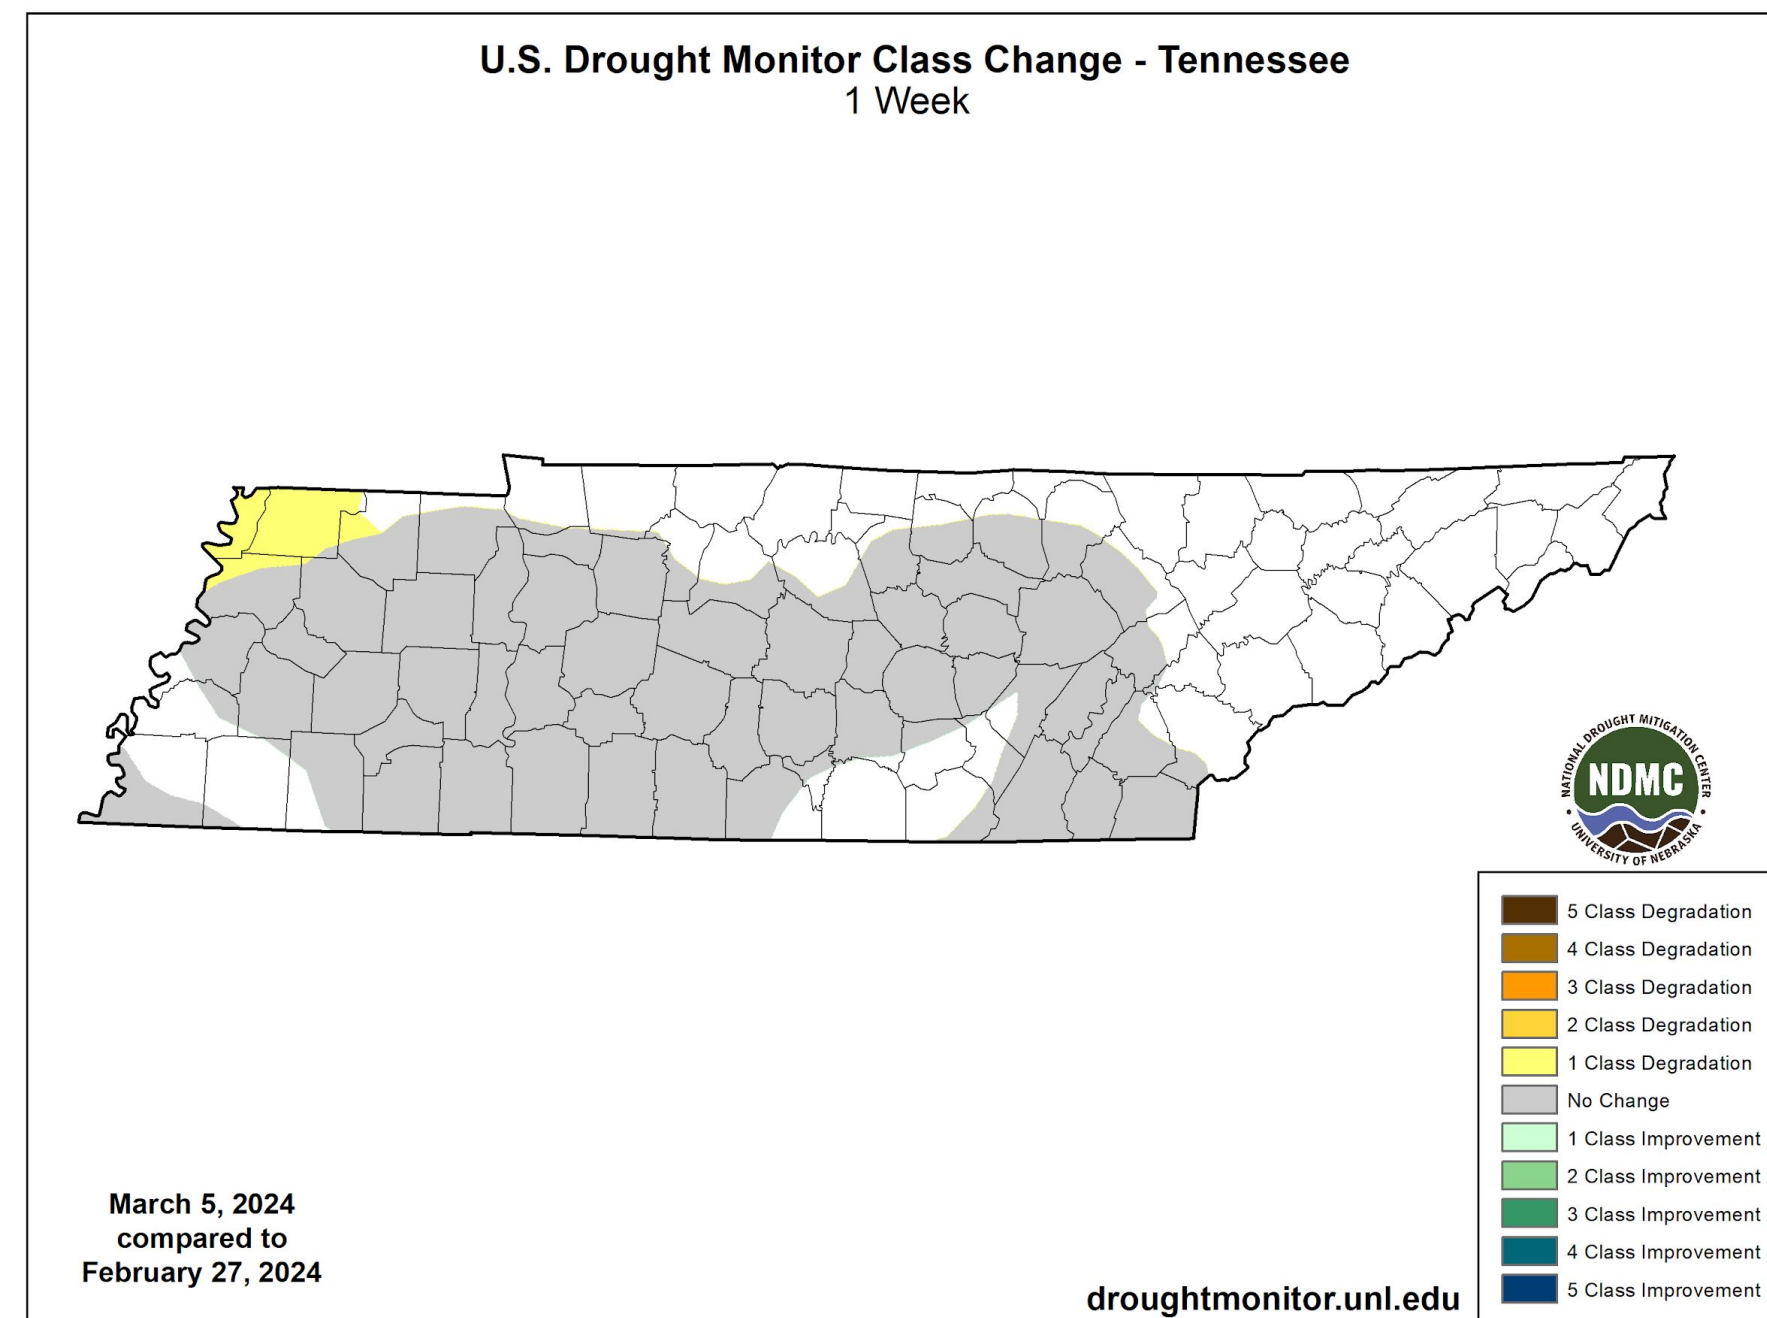 U.S. Drought Monitor Class Change - Tennessee
1 Week
NATIONAL DROUGHT MITIGATION CENTER
NDMC
UNIVERSITY OF NEBRASKA
5 Class Degradation
4 Class Degradation
3 Class Degradation
2 Class Degradation
1 Class Degradation
No Change
1 Class Improvement
2 Class Improvement
3 Class Improvement
4 Class Improvement
5 Class Improvement
March 5, 2024
compared to
February 27, 2024
droughtmonitor.unl.edu